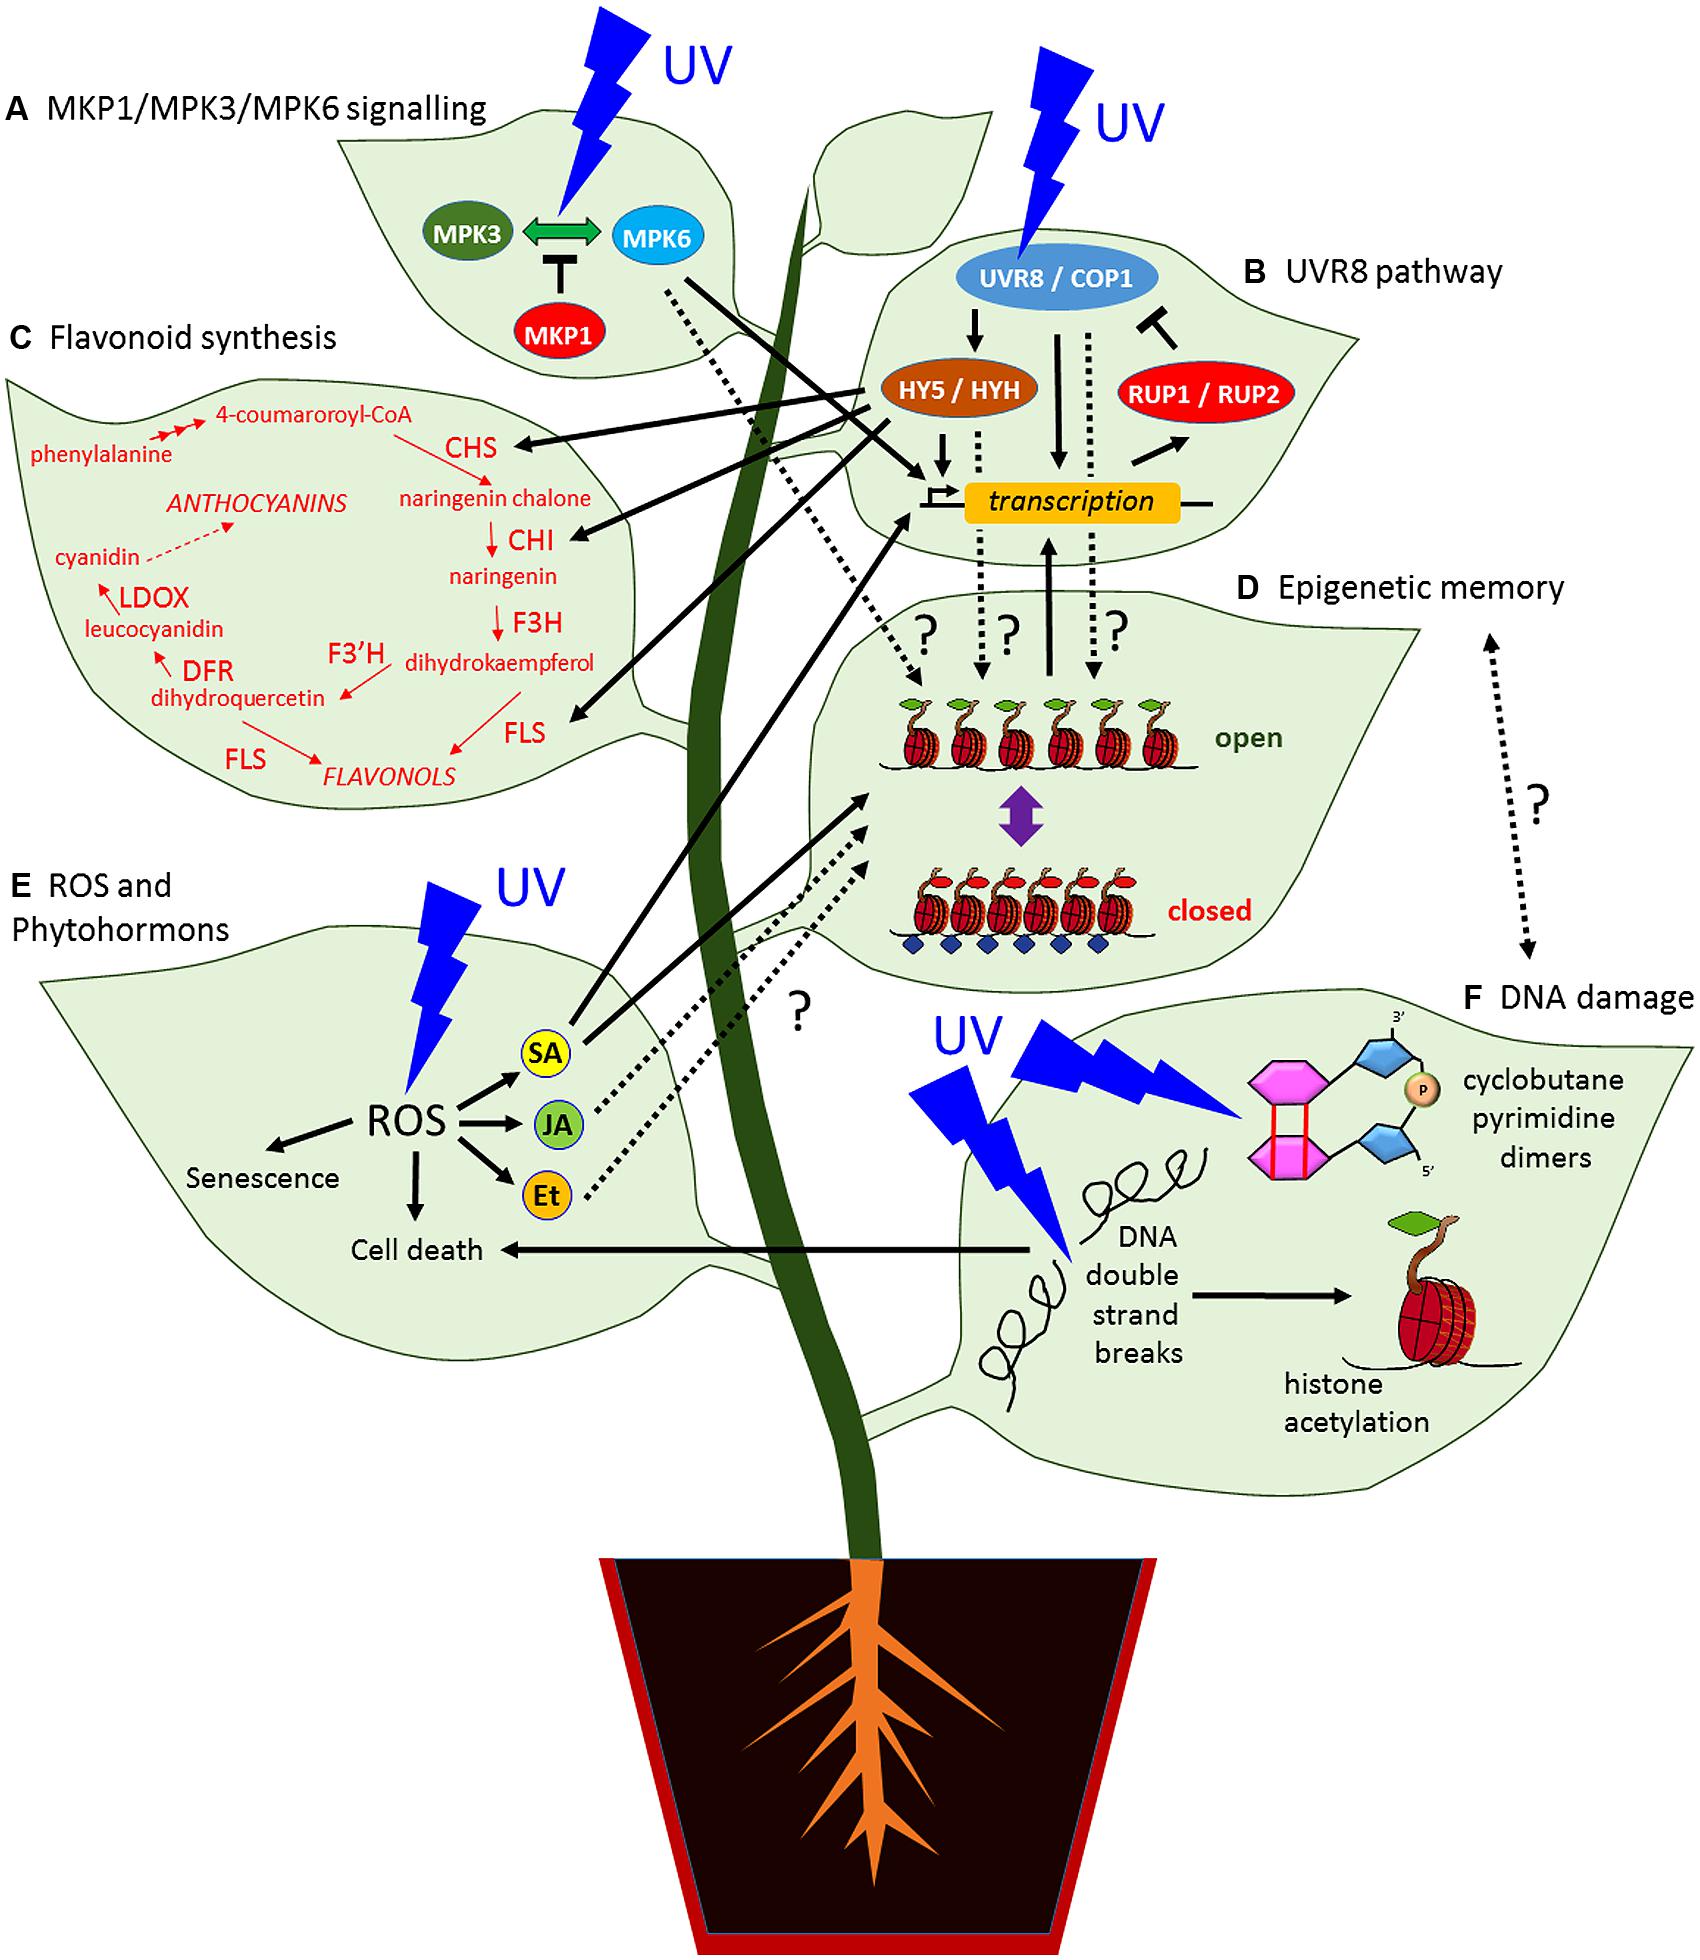 UV
A MKP1/MPK3/MPK6 signalling
MPK3
MPK6
MKP1
UV
B UVR8 pathway
UVR8 / COP1
HY5 / HYH
RUP1 / RUP2
transcription
C Flavonoid synthesis
4-coumaroroyl-CoA
phenylalanine
CHS
naringenin chalone
ANTHOCYANINS
CHI
cyanidin
naringenin
LDOX
F3H
leucocyanidin
F3’H
dihydrokaempferol
DFR
dihydroquercetin
FLS
FLS
FLAVONOLS
D Epigenetic memory
? ? ?
open
closed
?
E ROS and
Phytohormons
UV
SA
ROS
JA
Senescence
Et
Cell death
?
F DNA damage
UV
3’
P
5’
cyclobutane
pyrimidine
dimers
DNA
double
strand
breaks
histone
acetylation